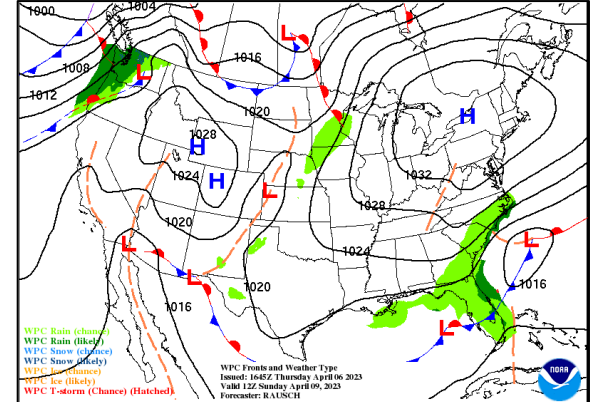 1000
1004
L
1008
L
1016
1012
1020
H
1028
H
1024
H
1032
L
1028
1020
L
L
1024
L
1020
1016
1016
L
WPC Rain (chance)
WPC Rain (likely)
WPC Snow (chance)
WPC Snow (likely)
WPC Ice (chance)
WPC Ice (likely)
WPC T-storm (Chance) (Hatched)
WPC Fronts and Weather Type
Issued: 1645Z Thursday April 06 2023
Valid 12Z Sunday April 09, 2023
Forecaster: RAUSCH
NOAA